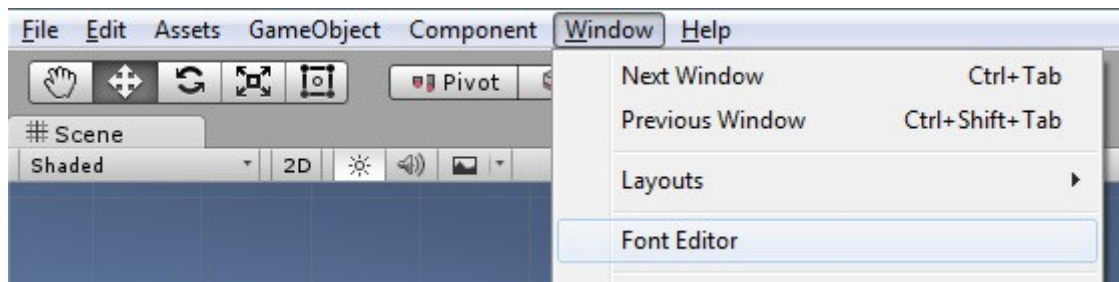 File Edit Assets GameObject Component Window Help
Pivot
Next Window Ctrl+Tab
Previous Window Ctrl+Shift+Tab
# Scene
Shaded 2D
Layouts
Font Editor